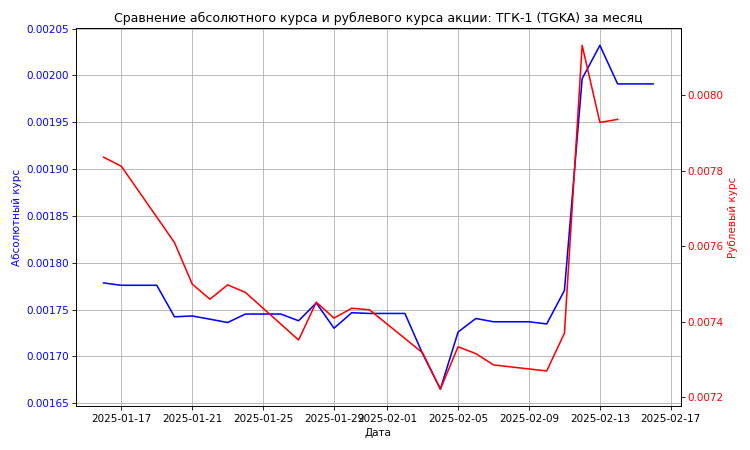 Сравнение абсолютного курса и рублевого курса акции: ТГК-1 (TGKA) за месяц
0.00205
0.00200
0.00195
0.00190
0.00185
0.00180
0.00175
0.00170
0.00165
Абсолютный курс
0.0080
0.0078
0.0076
0.0074
0.0072
Рублевый курс
2025-01-17 2025-01-21 2025-01-25 2025-01-29 2025-02-01 2025-02-05 2025-02-09 2025-02-13 2025-02-17
Дата